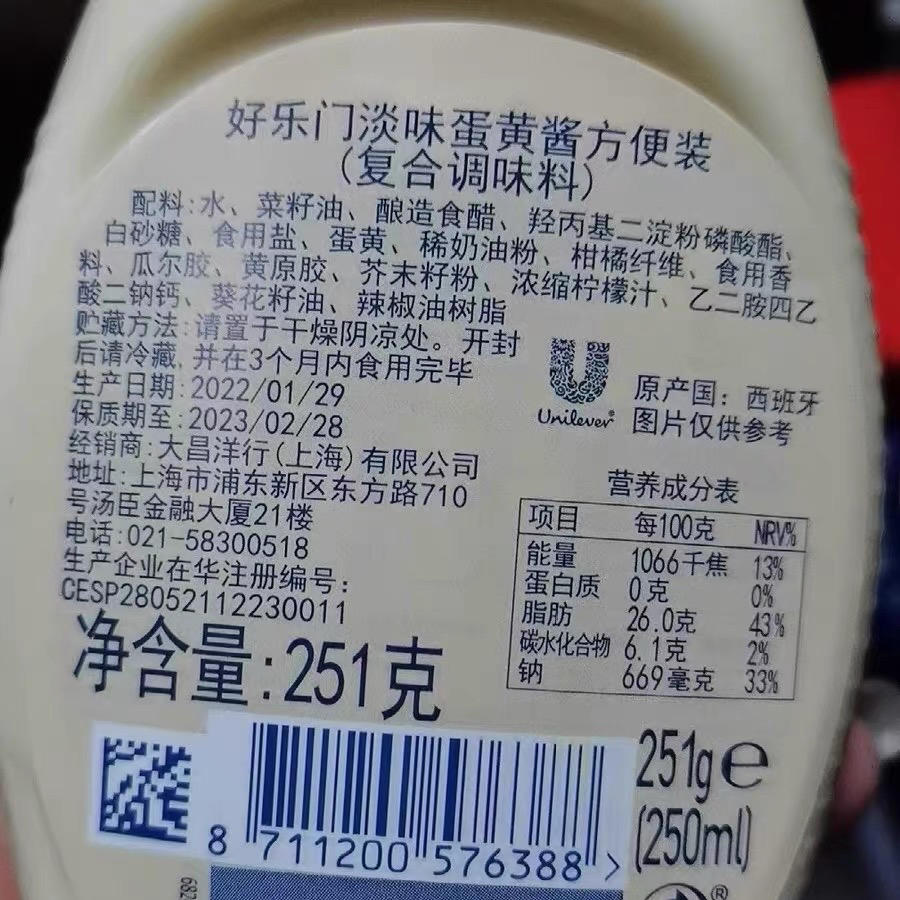 好乐门淡味蛋黄酱方便装
(复合调味料)
配料:水、菜籽油、酿造食醋、羟丙基二淀粉磷酸酯、
白砂糖、食用盐、蛋黄、稀奶油粉、柑橘纤维、食用香
料、瓜尔胶、黄原胶、芥末籽粉、浓缩柠檬汁、乙二胺四乙
酸二钠钙、葵花籽油、辣椒油树脂
贮藏方法:请置于干燥阴凉处。开封
后请冷藏,并在3个月内食用完毕
生产日期:2022/01/29
保质期至:2023/02/28
经销商:大昌洋行(上海)有限公司
地址:上海市浦东新区东方路710
号汤臣金融大厦21楼
电话:021-58300518
生产企业在华注册编号:
CESP28052112230011
净含量:251克
Unilever®
原产国:西班牙
图片仅供参考
营养成分表
项目 每100克 NRV%
能量 1066千焦 13%
蛋白质 0克 0%
脂肪 26.0克 43%
碳水化合物 6.1克 2%
钠 669毫克 33%
251g℮
(250ml)
8 711200 576388 >
682
®